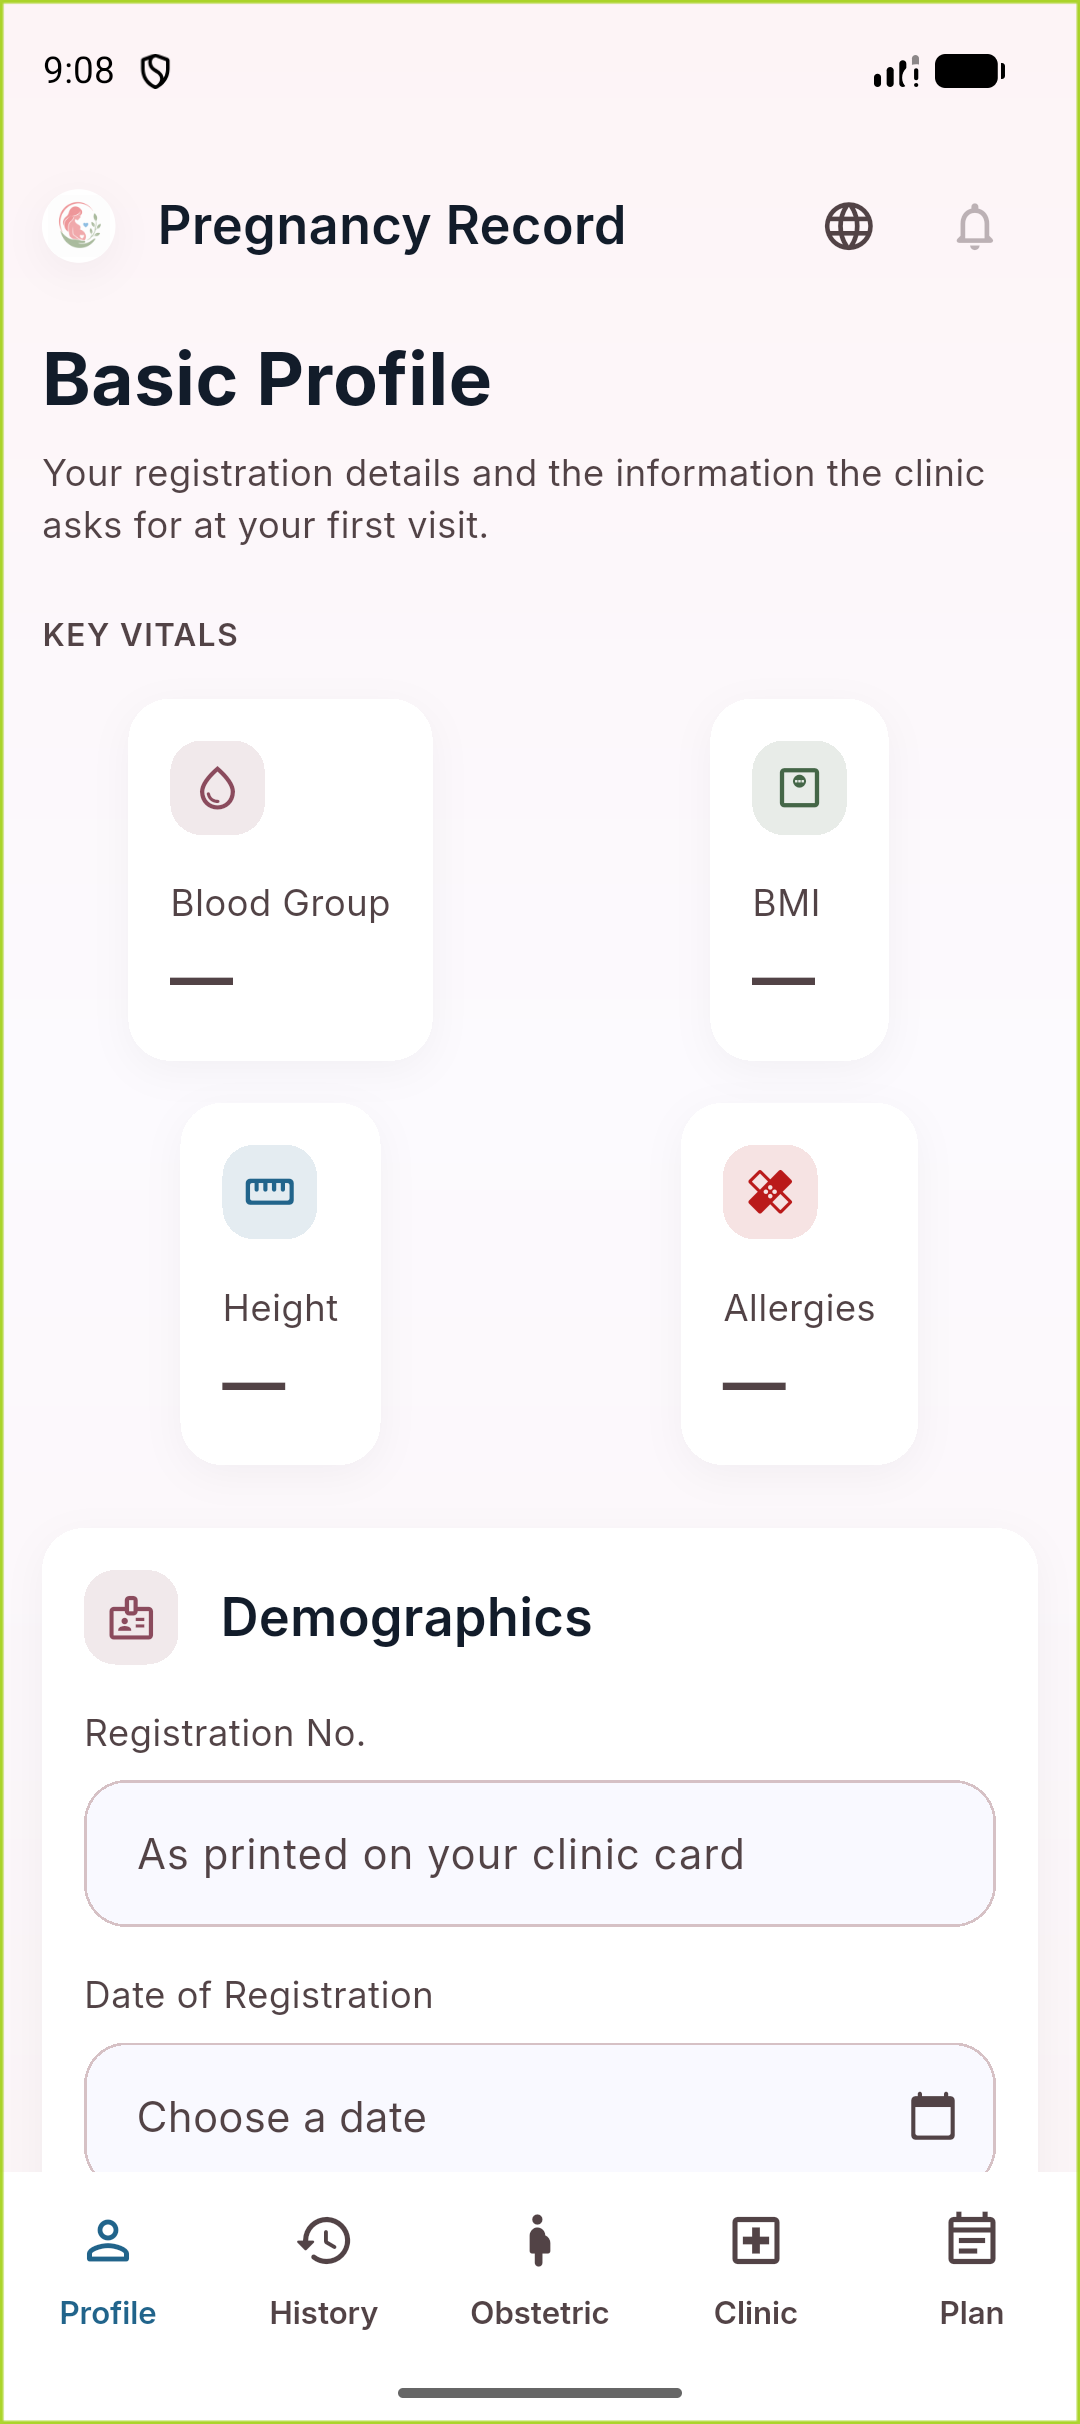 9:08
Pregnancy Record
Basic Profile
Your registration details and the information the clinic
asks for at your first visit.
KEY VITALS
Blood Group
—
BMI
—
Height
—
Allergies
—
Demographics
Registration No.
As printed on your clinic card
Date of Registration
Choose a date
Profile
History
Obstetric
Clinic
Plan